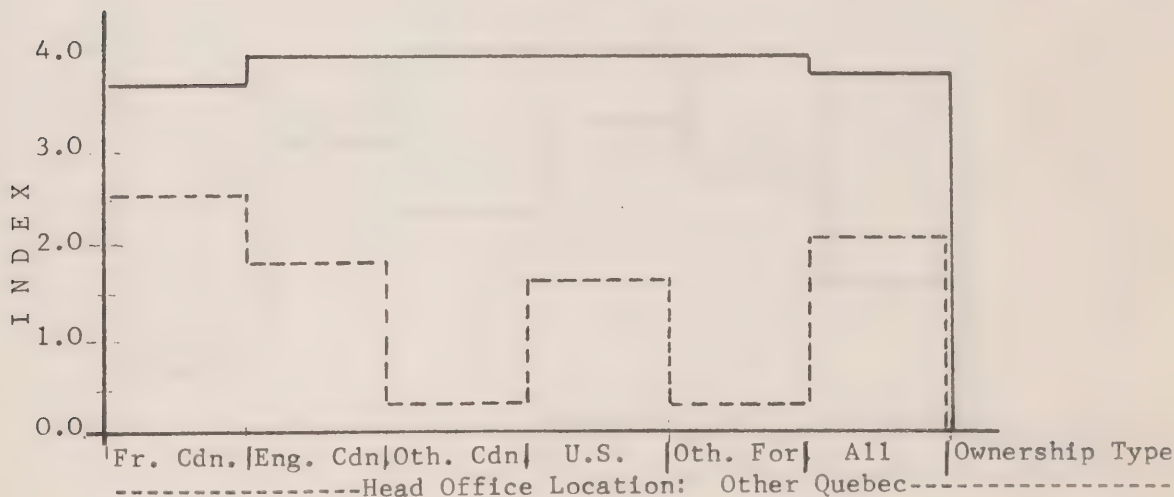 4.0
3.0
2.0
1.0
0.0
INDEX
Fr. Cdn. Eng. Cdn Oth. Cdn U.S. Oth. For All Ownership Type
Head Office Location: Other Quebec